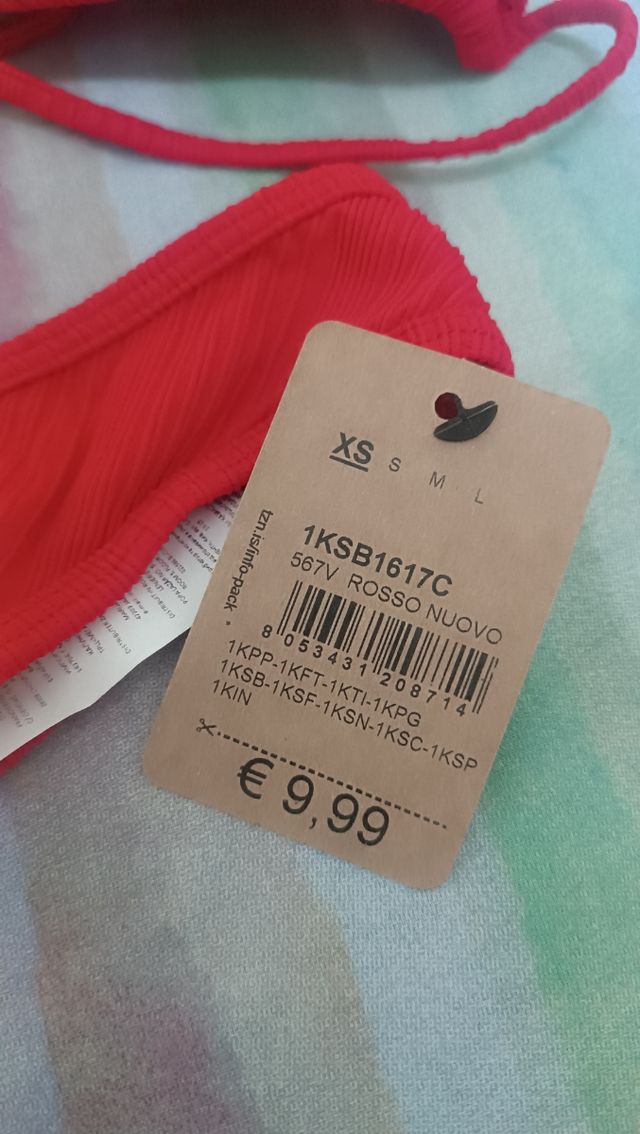 XS S M L
tzn.is/info-pack
1KSB1617C
567V ROSSO NUOVO
8 053431 208714
1KPP-1KFT-1KTI-1KPG
1KSB-1KSF-1KSN-1KSC-1KSP
1KIN
€ 9,99